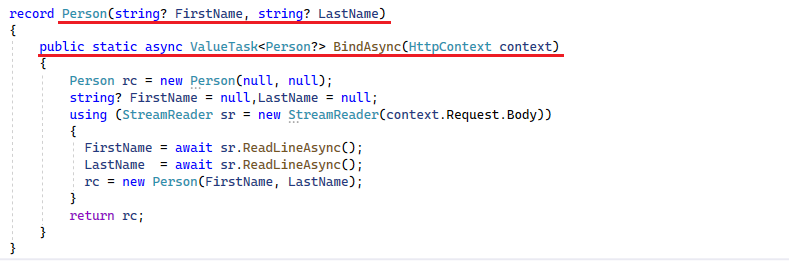 record Person(string? FirstName, string? LastName)
{
public static async ValueTask<Person?> BindAsync(HttpContext context)
{
Person rc = new Person(null, null);
string? FirstName = null,LastName = null;
using (StreamReader sr = new StreamReader(context.Request.Body))
{
FirstName = await sr.ReadLineAsync();
LastName  = await sr.ReadLineAsync();
rc = new Person(FirstName, LastName);
}
return rc;
}
}